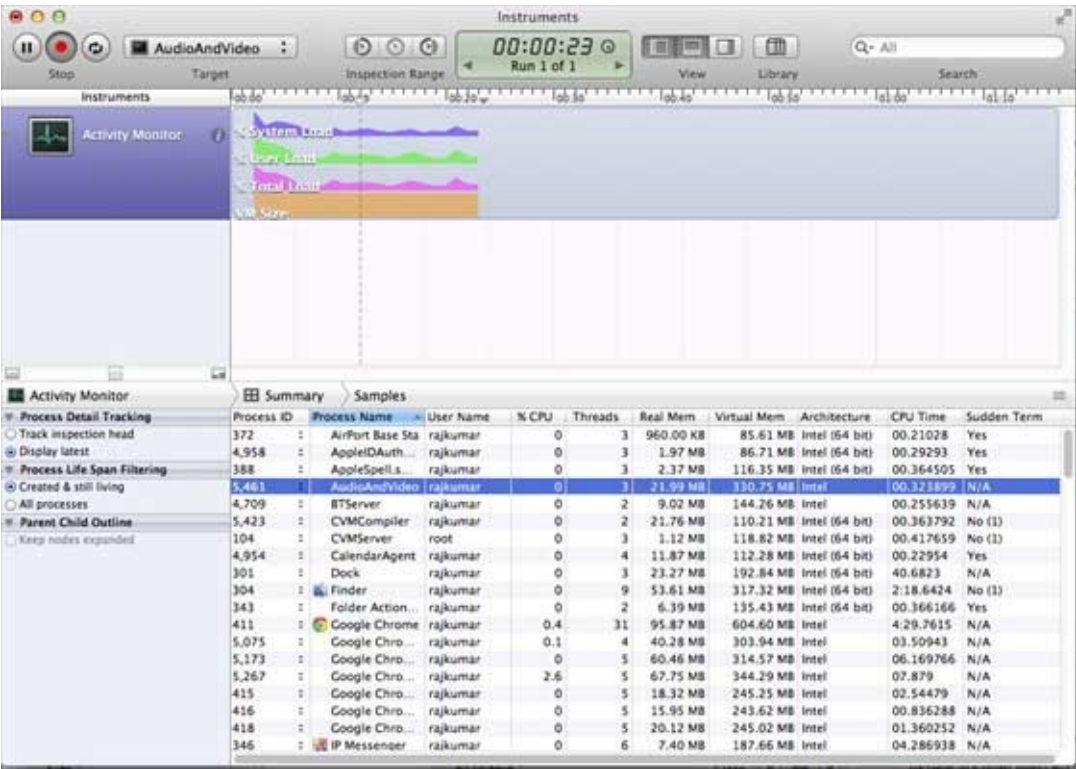 Instruments
AudioAndVideo
00:00:23
Run 1 of 1
Q- All
Stop Target Inspection Range View Library Search
Instruments 00:00 00:20 00:30 00:40 00:50 01:00 01:10
Activity Monitor
% System Load
% User Load
% Total Load
VM Size
Activity Monitor Summary Samples
Process Detail Tracking
Track inspection head
Display latest
Process Life Span Filtering
Created & still living
All processes
Parent Child Outline
Keep nodes expanded
Process ID Process Name User Name % CPU Threads Real Mem Virtual Mem Architecture CPU Time Sudden Term
372 AirPort Base Sta rajkumar 0 3 960.00 KB 85.61 MB Intel (64 bit) 00.21028 Yes
4,958 AppleIDAuth... rajkumar 0 3 1.97 MB 86.71 MB Intel (64 bit) 00.29293 Yes
388 AppleSpell.s... rajkumar 0 3 2.37 MB 116.35 MB Intel (64 bit) 00.364505 Yes
5,461 AudioAndVideo rajkumar 0 3 21.99 MB 330.75 MB Intel 00.323899 N/A
4,709 BTServer rajkumar 0 2 9.02 MB 144.26 MB Intel 00.255639 N/A
5,423 CVMCompiler rajkumar 0 2 21.76 MB 110.21 MB Intel (64 bit) 00.363792 No (1)
104 CVMServer root 0 3 1.12 MB 118.82 MB Intel (64 bit) 00.417659 No (1)
4,954 CalendarAgent rajkumar 0 4 11.87 MB 112.28 MB Intel (64 bit) 00.22954 Yes
301 Dock rajkumar 0 3 23.27 MB 192.84 MB Intel (64 bit) 40.6823 N/A
304 Finder rajkumar 0 9 53.61 MB 317.32 MB Intel (64 bit) 2:18.6424 No (1)
343 Folder Action... rajkumar 0 2 6.39 MB 135.43 MB Intel (64 bit) 00.366166 Yes
411 Google Chrome rajkumar 0.4 31 95.87 MB 604.60 MB Intel 4:29.7615 N/A
5,075 Google Chro... rajkumar 0.1 4 40.28 MB 303.94 MB Intel 03.50943 N/A
5,173 Google Chro... rajkumar 0 5 60.46 MB 314.57 MB Intel 06.169766 N/A
5,267 Google Chro... rajkumar 2.6 5 67.75 MB 344.29 MB Intel 07.879 N/A
415 Google Chro... rajkumar 0 5 18.32 MB 245.25 MB Intel 02.54479 N/A
416 Google Chro... rajkumar 0 5 15.95 MB 243.62 MB Intel 00.836288 N/A
418 Google Chro... rajkumar 0 5 20.12 MB 245.02 MB Intel 01.360252 N/A
346 IP Messenger rajkumar 0 6 7.40 MB 187.66 MB Intel 04.286938 N/A